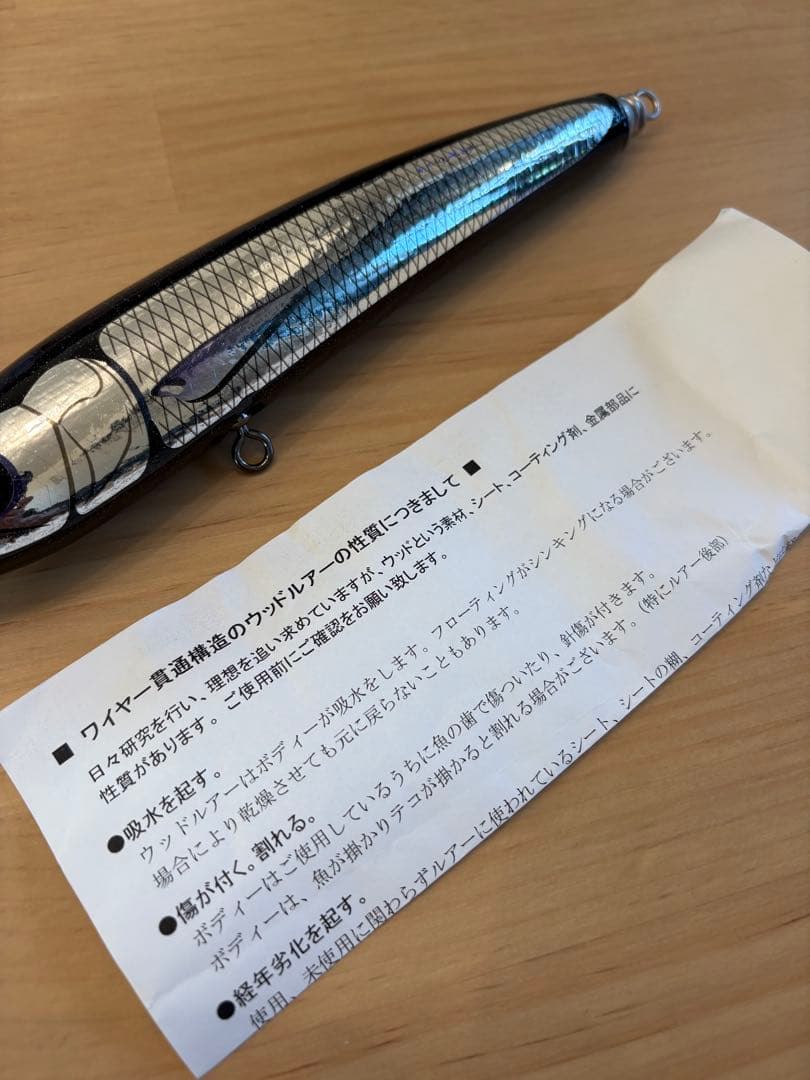 ■ ワイヤー貫通構造のウッドルアーの性質につきまして ■
日々研究を行い、理想を追い求めていますが、ウッドという素材、シート、コーティング剤、金属部品に
性質があります。ご使用前にご確認をお願い致します。
●吸水を起す。
ウッドルアーはボディーが吸水をします。フローティングがシンキングになる場合がございます。
場合により乾燥させても元に戻らないこともあります。
●傷が付く。割れる。
ボディーはご使用しているうちに魚の歯で傷ついたり、針傷が付きます。
ボディーは、魚が掛かりテコが掛かると割れる場合がございます。(特にルアー後部)
●経年劣化を起す。
使用、未使用に関わらずルアーに使われているシート、シートの糊、コーティング剤が